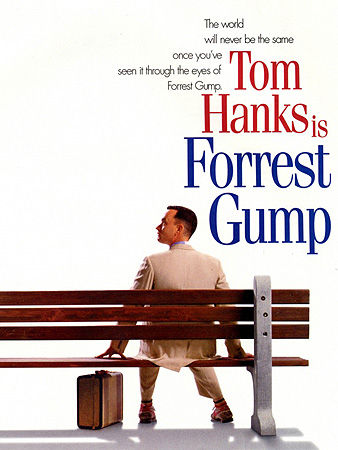 The world
will never be the same
once you've
seen it through the eyes of
Forrest Gump.
Tom
Hanks is
Forrest
Gump